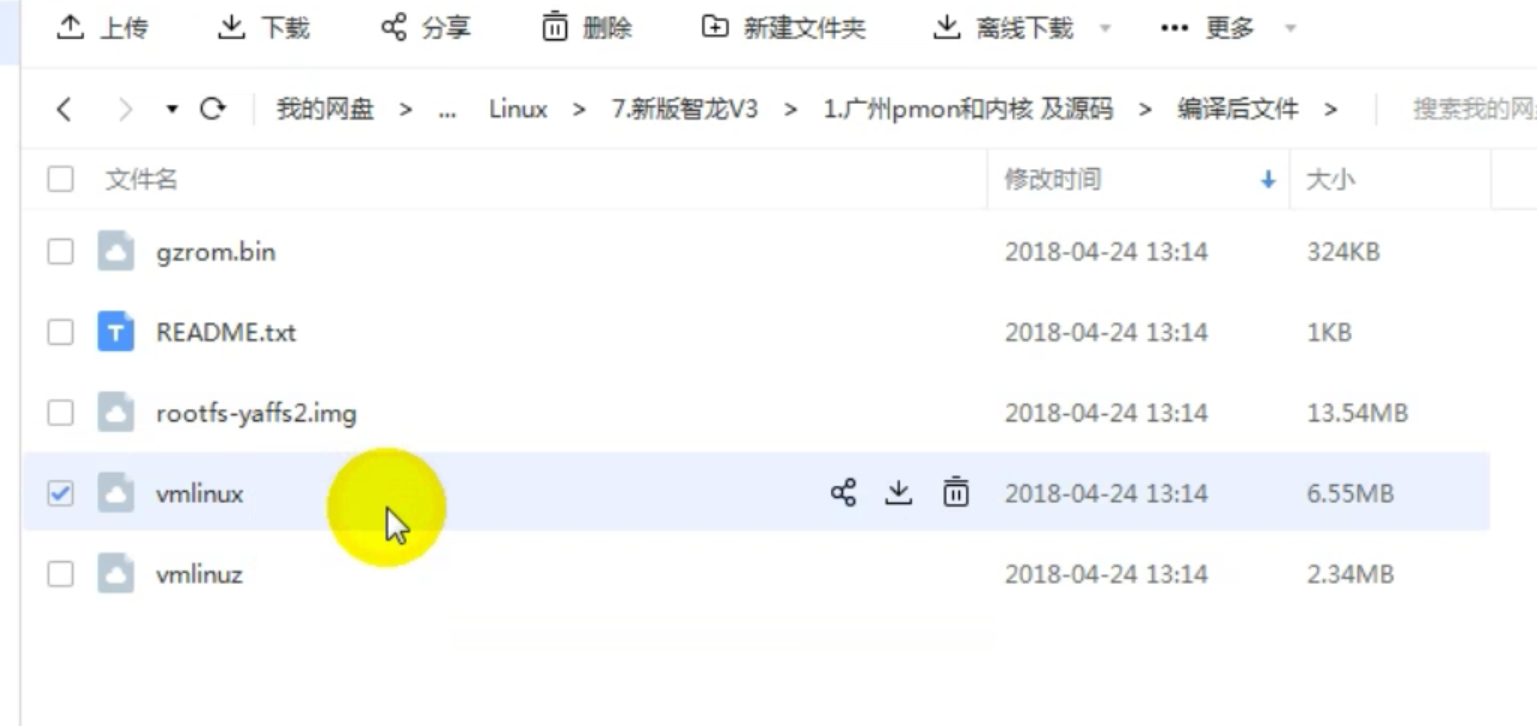 上传 下载 分享 删除 新建文件夹 离线下载 更多
我的网盘 > ... Linux > 7.新版智龙V3 > 1.广州pmon和内核 及源码 > 编译后文件 > 搜索我的网
文件名 修改时间 大小
gzrom.bin 2018-04-24 13:14 324KB
README.txt 2018-04-24 13:14 1KB
rootfs-yaffs2.img 2018-04-24 13:14 13.54MB
vmlinux 2018-04-24 13:14 6.55MB
vmlinuz 2018-04-24 13:14 2.34MB